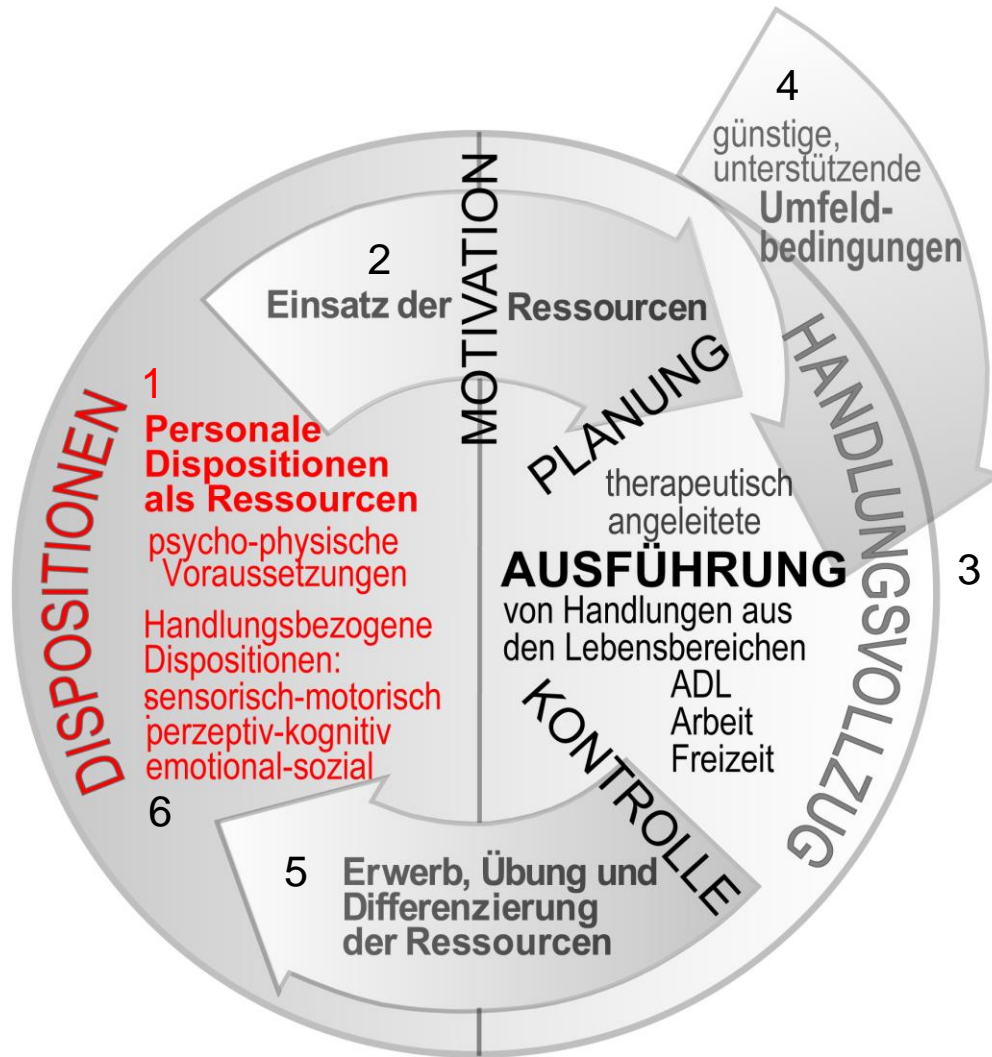 4
günstige,
unterstützende
Umfeld-
bedingungen
MOTIVATION
2
Einsatz der Ressourcen
PLANUNG
HANDLUNGSVOLLZUG
3
DISPOSITIONEN
1
Personale
Dispositionen
als Ressourcen
psycho-physische
Voraussetzungen
Handlungsbezogene
Dispositionen:
sensorisch-motorisch
perzeptiv-kognitiv
emotional-sozial
6
therapeutisch
angeleitete
AUSFÜHRUNG
von Handlungen aus
den Lebensbereichen
ADL
Arbeit
Freizeit
KONTROLLE
5
Erwerb, Übung und
Differenzierung
der Ressourcen